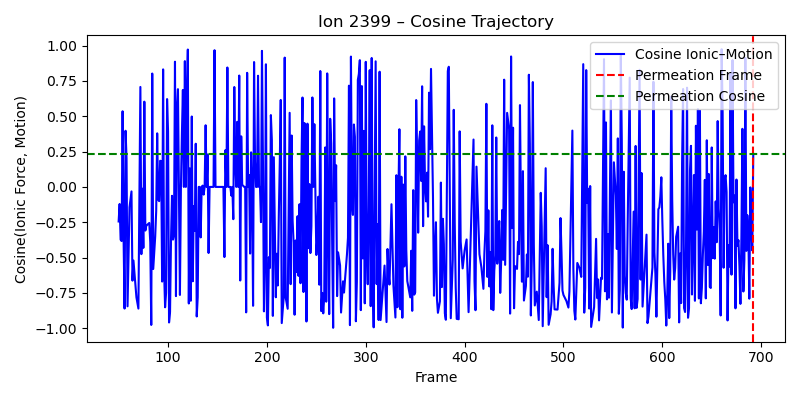 Ion 2399 – Cosine Trajectory
Cosine(Ionic Force, Motion)
1.00
0.75
0.50
0.25
0.00
−0.25
−0.50
−0.75
−1.00
Cosine Ionic–Motion
Permeation Frame
Permeation Cosine
100
200
300
400
500
600
700
Frame